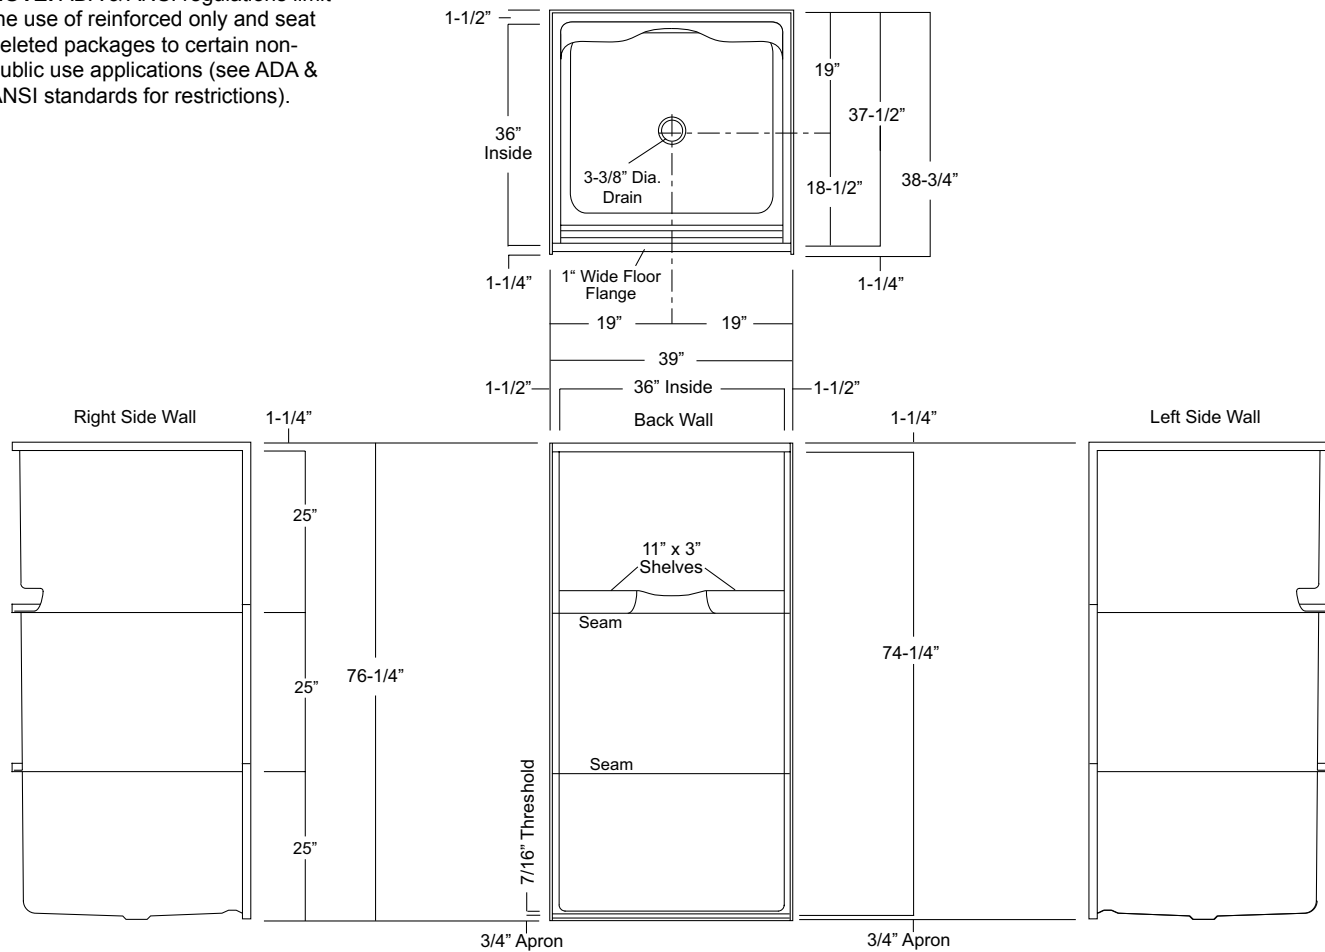 the use of reinforced only and seat
deleted packages to certain non-
public use applications (see ADA &
ANSI standards for restrictions).
1-1/2”
36”
Inside
3-3/8” Dia.
Drain
19”
37-1/2”
18-1/2”
38-3/4”
1-1/4”
1“ Wide Floor
Flange
1-1/4”
19”
19”
39”
1-1/2”
36” Inside
1-1/2”
Right Side Wall
1-1/4”
Back Wall
1-1/4”
Left Side Wall
25”
11” x 3”
Shelves
Seam
25”
76-1/4”
74-1/4”
Seam
7/16” Threshold
25”
3/4” Apron
3/4” Apron